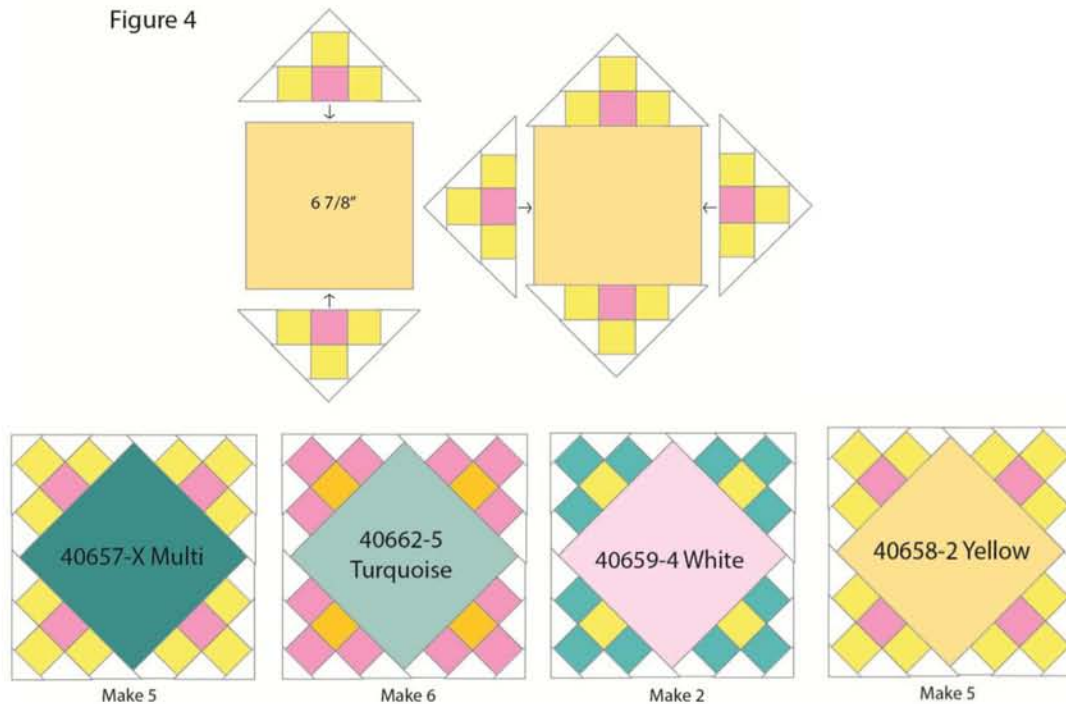 Figure 4
6 7/8"
40657-X Multi
Make 5
40662-5
Turquoise
Make 6
40659-4 White
Make 2
40658-2 Yellow
Make 5